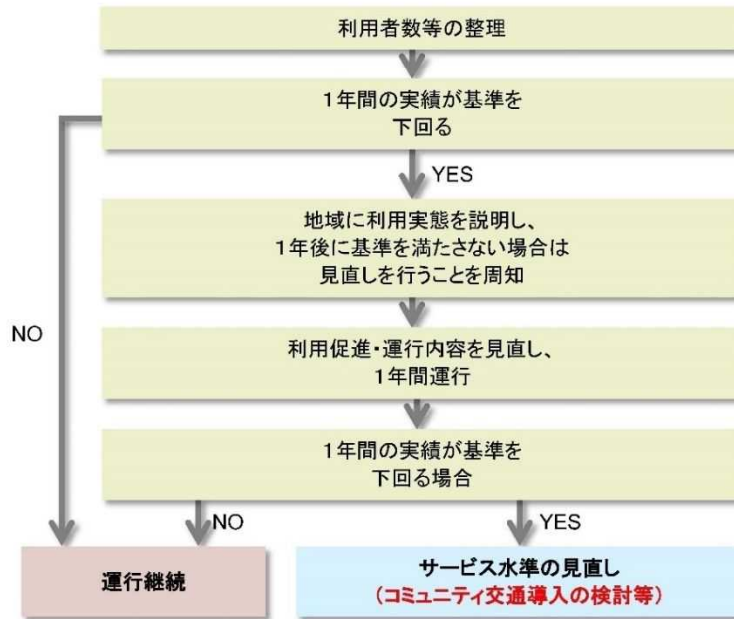 利用者数等の整理
1年間の実績が基準を
下回る
YES
地域に利用実態を説明し、
1年後に基準を満たさない場合は
見直しを行うことを周知
NO
利用促進・運行内容を見直し、
1年間運行
1年間の実績が基準を
下回る場合
NO
YES
運行継続
サービス水準の見直し
(コミュニティ交通導入の検討等)